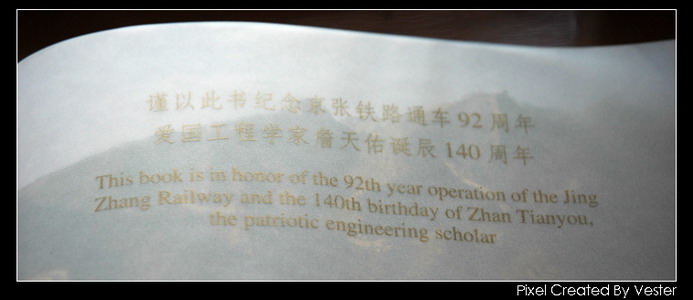 谨以此书纪念京张铁路通车92周年
爱国工程学家詹天佑诞辰140周年
This book is in honor of the 92th year operation of the Jing
Zhang Railway and the 140th birthday of Zhan Tianyou,
the patriotic engineering scholar
Pixel Created By Vester